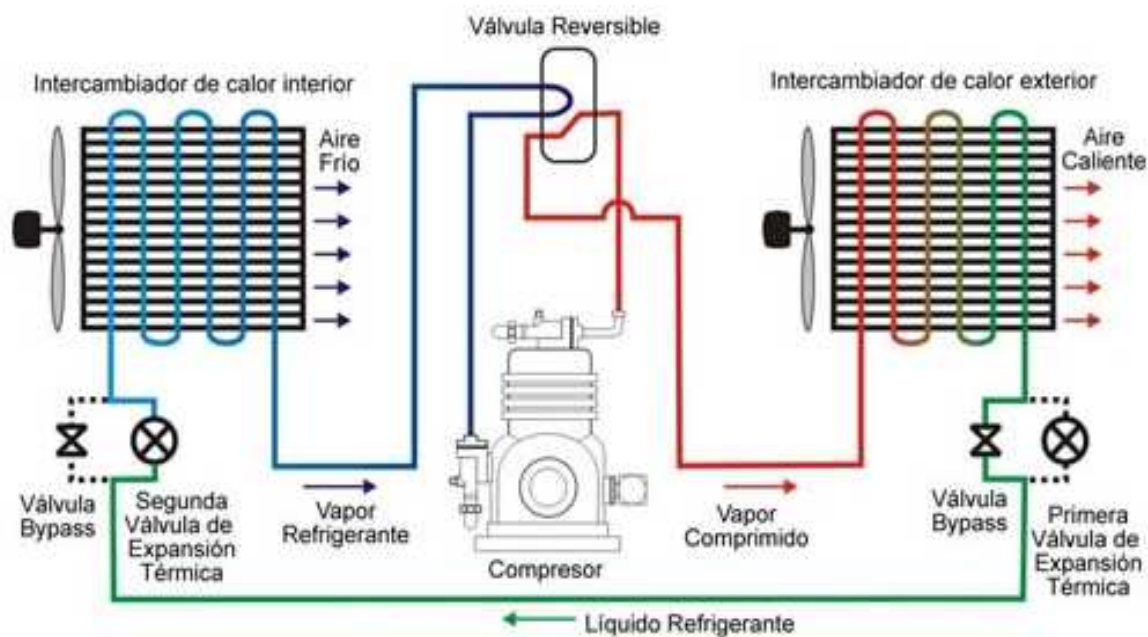 Válvula Reversible
Intercambiador de calor interior
Intercambiador de calor exterior
Aire
Frío
Aire
Caliente
Válvula
Bypass
Segunda
Válvula de
Expansión
Térmica
Vapor
Refrigerante
Compresor
Vapor
Comprimido
Válvula
Bypass
Primera
Válvula de
Expansión
Térmica
Líquido Refrigerante